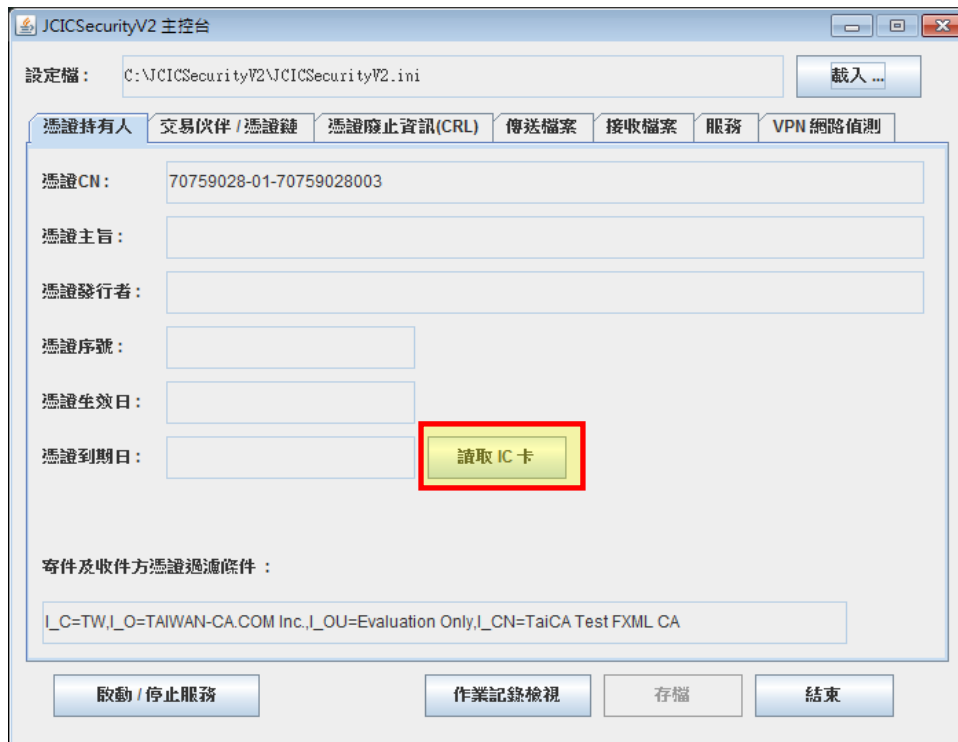 JCICSecurityV2 主控台
設定檔： C:\JCICSecurityV2\JCICSecurityV2.ini 載入 ...
憑證持有人 交易伙伴 / 憑證鏈 憑證廢止資訊(CRL) 傳送檔案 接收檔案 服務 VPN 網路偵測
憑證CN： 70759028-01-70759028003
憑證主旨：
憑證發行者：
憑證序號：
憑證生效日：
憑證到期日： 讀取 IC 卡
寄件及收件方憑證過濾條件：
I_C=TW,I_O=TAIWAN-CA.COM Inc.,I_OU=Evaluation Only,I_CN=TaiCA Test FXML CA
啟動 / 停止服務 作業記錄檢視 存檔 結束